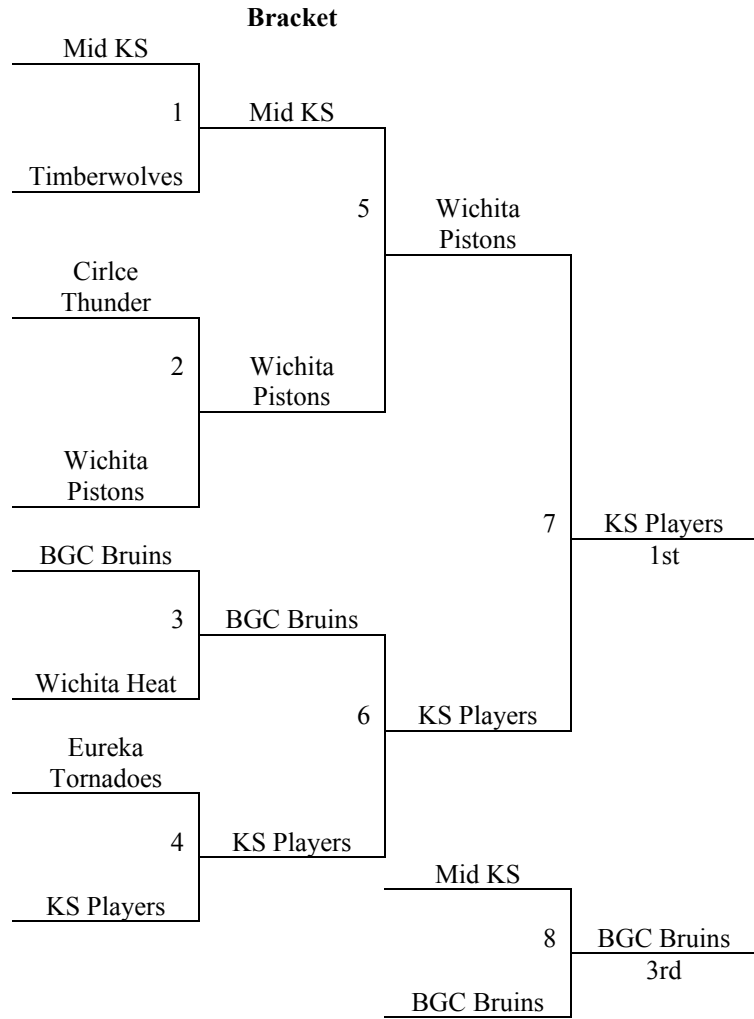 Bracket
Mid KS
1
Mid KS
Timberwolves
5
Wichita
Pistons
Cirlce
Thunder
2
Wichita
Pistons
Wichita
Pistons
7
KS Players
1st
BGC Bruins
3
BGC Bruins
Wichita Heat
6
KS Players
Eureka
Tornadoes
4
KS Players
KS Players
Mid KS
8
BGC Bruins
3rd
BGC Bruins